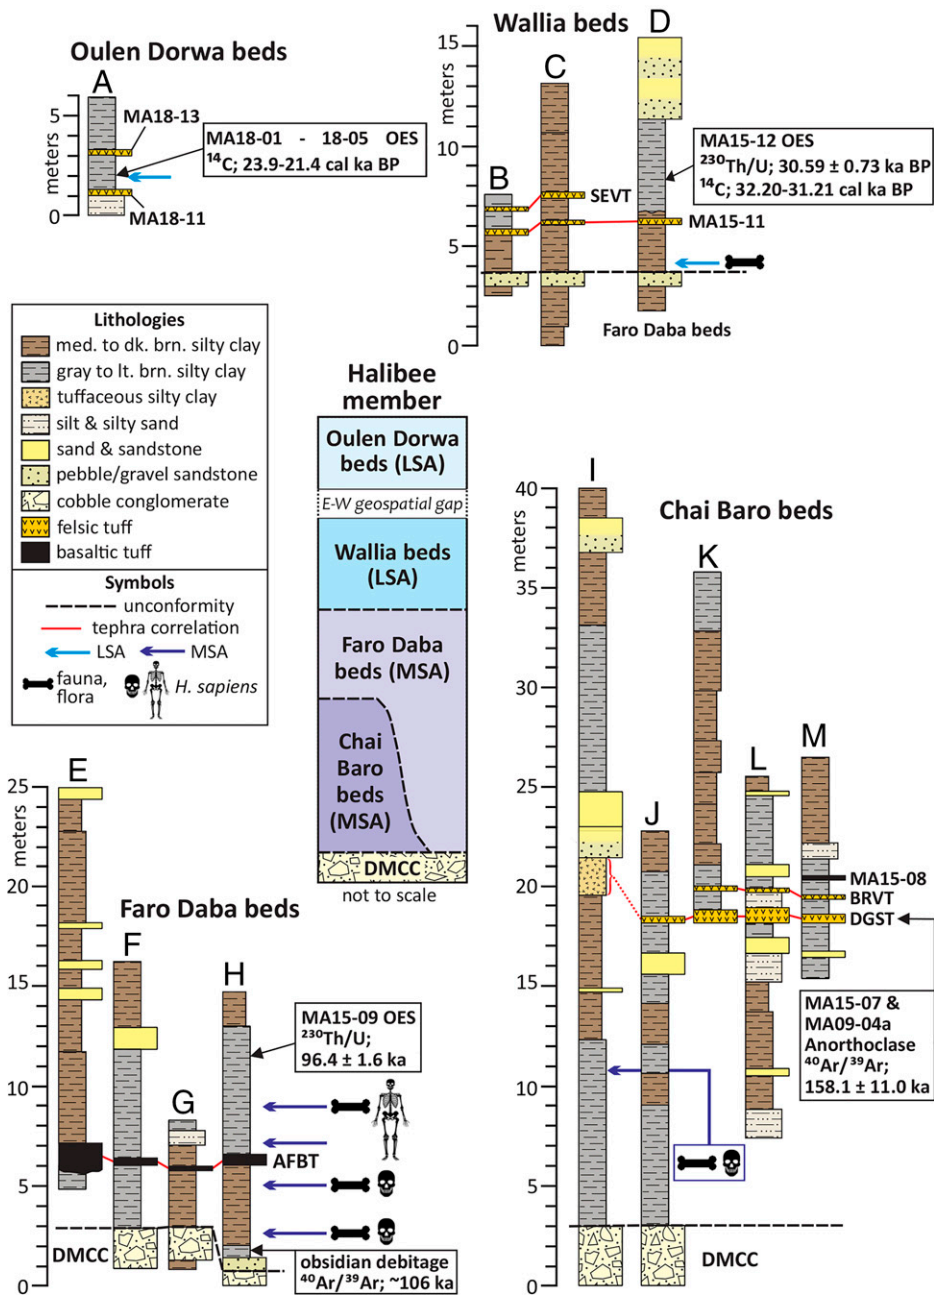 Oulen Dorwa beds
A
meters
5
0
MA18-13
MA18-11
MA18-01 - 18-05 OES
¹⁴C; 23.9-21.4 cal ka BP
Wallia beds
meters
15
10
5
0
B
C
D
SEVT
MA15-11
MA15-12 OES
²³⁰Th/U; 30.59 ± 0.73 ka BP
¹⁴C; 32.20-31.21 cal ka BP
Faro Daba beds
Lithologies
med. to dk. brn. silty clay
gray to lt. brn. silty clay
tuffaceous silty clay
silt & silty sand
sand & sandstone
pebble/gravel sandstone
cobble conglomerate
felsic tuff
basaltic tuff
Symbols
unconformity
tephra correlation
LSA
MSA
fauna,
flora
H. sapiens
Halibee
member
Oulen Dorwa
beds (LSA)
E-W geospatial gap
Wallia beds
(LSA)
Faro Daba
beds (MSA)
Chai
Baro
beds
(MSA)
DMCC
not to scale
Faro Daba beds
meters
25
20
15
10
5
0
E
F
G
H
AFBT
DMCC
MA15-09 OES
²³⁰Th/U;
96.4 ± 1.6 ka
obsidian debitage
⁴⁰Ar/³⁹Ar; ~106 ka
Chai Baro beds
meters
40
35
30
25
20
15
10
5
0
I
J
K
L
M
MA15-08
BRVT
DGST
MA15-07 &
MA09-04a
Anorthoclase
⁴⁰Ar/³⁹Ar;
158.1 ± 11.0 ka
DMCC